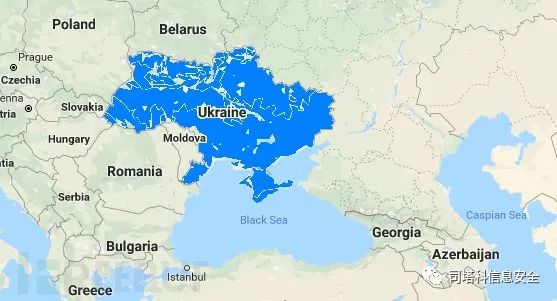 Poland
Belarus
Prague
Czechia
Slovakia
Ukraine
Hungary
Moldova
Romania
Serbia
Black Sea
Caspian Sea
Bulgaria
Georgia
Istanbul
Azerbaijan
Greece
司塔科信息安全